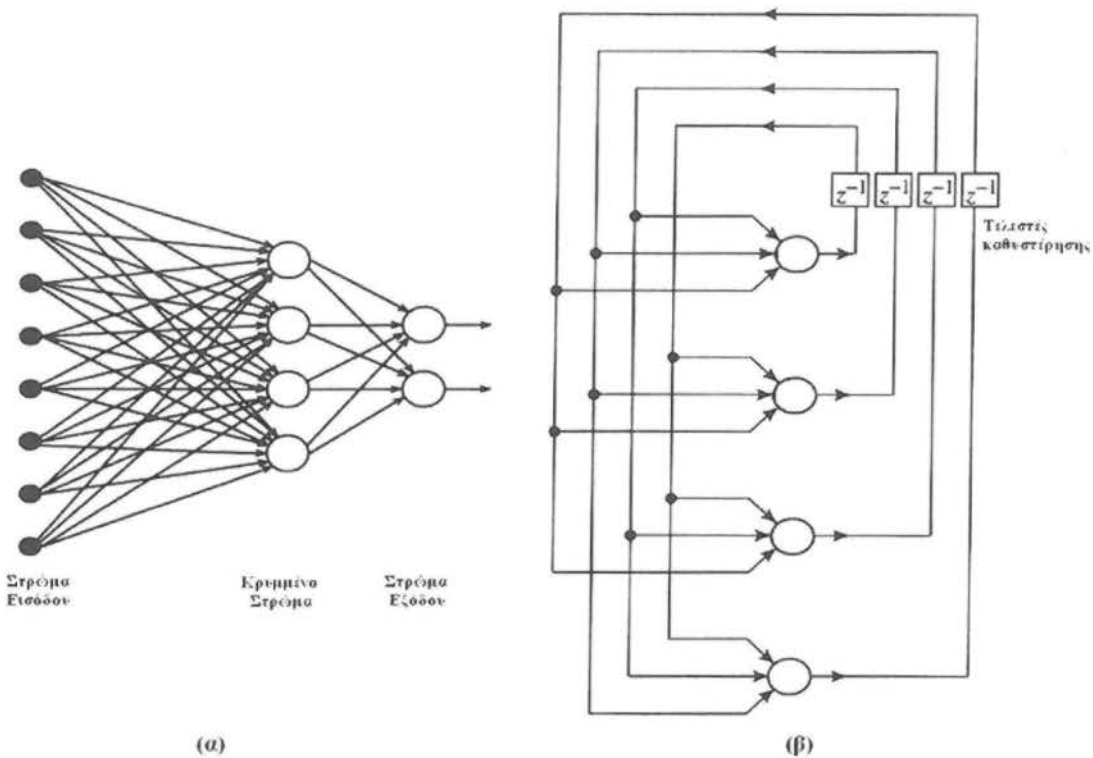 z⁻¹ z⁻¹ z⁻¹ z⁻¹
Τελεστές
καθυστέρησης
Στρώμα
Εισόδου
Κρυμμένο
Στρώμα
Στρώμα
Εξόδου
(α)
(β)